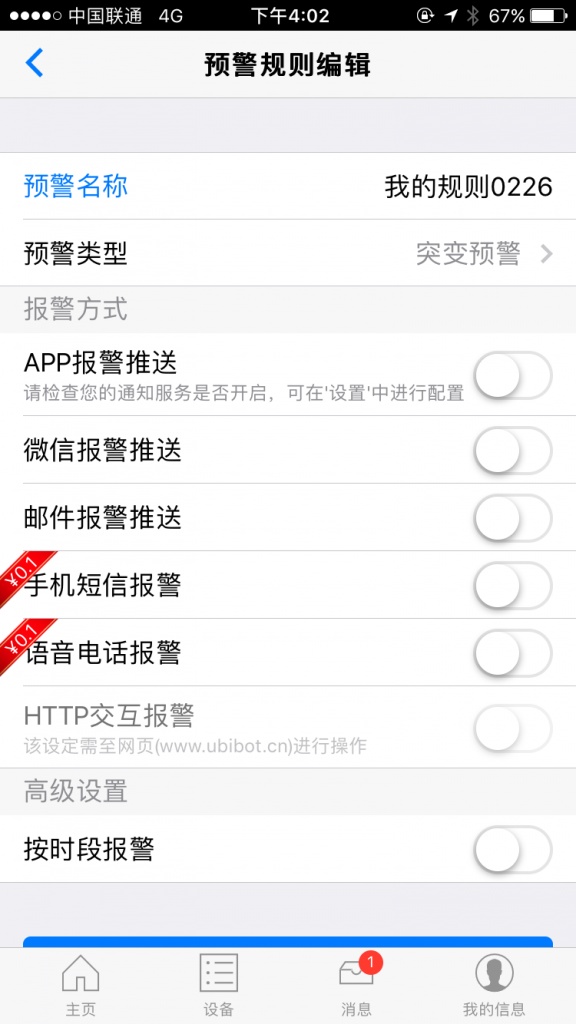 中国联通 4G 下午4:02 67%
预警规则编辑
预警名称 我的规则0226
预警类型 突变预警
报警方式
APP报警推送
请检查您的通知服务是否开启，可在'设置'中进行配置
微信报警推送
邮件报警推送
¥0.1
手机短信报警
¥0.1
语音电话报警
HTTP交互报警
该设定需至网页(www.ubibot.cn)进行操作
高级设置
按时段报警
1
主页 设备 消息 我的信息